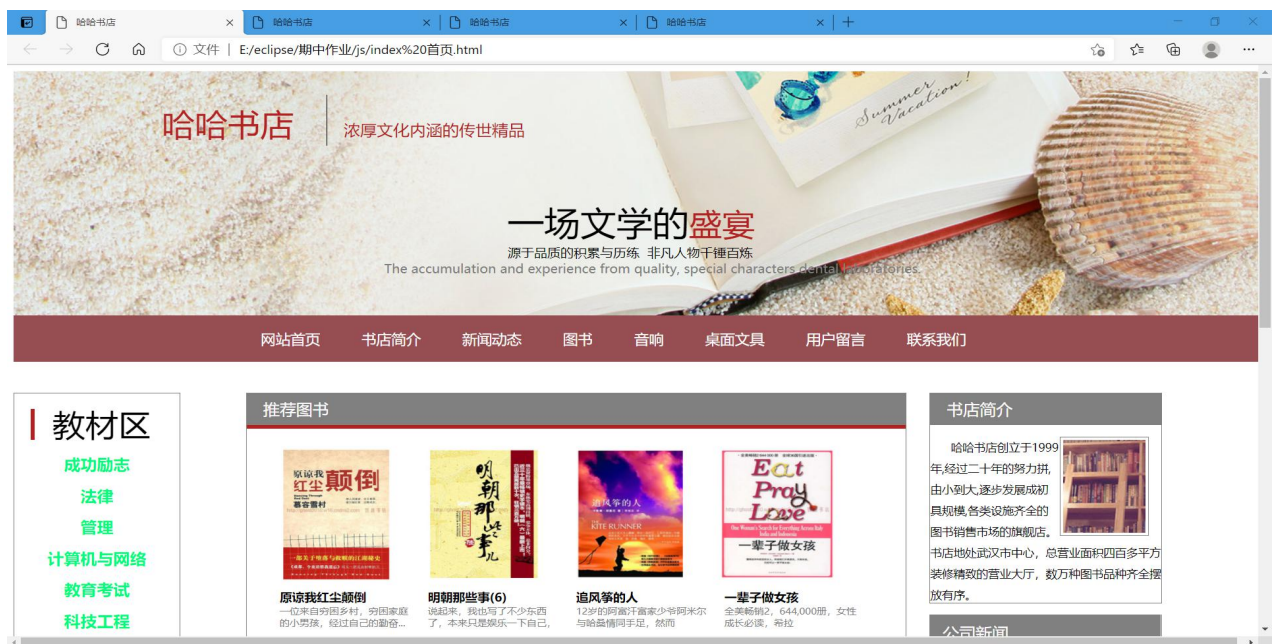 哈哈书店
哈哈书店
哈哈书店
哈哈书店
文件 | E:/eclipse/期中作业/js/index%20首页.html
Summer
Vacation!
哈哈书店
浓厚文化内涵的传世精品
一场文学的盛宴
源于品质的积累与历练 非凡人物千锤百炼
The accumulation and experience from quality, special characters dental laboratories.
网站首页 书店简介 新闻动态 图书 音响 桌面文具 用户留言 联系我们
教材区
成功励志
法律
管理
计算机与网络
教育考试
科技工程
推荐图书
原谅我
红尘颠倒
慕容雪村
明朝那些事儿
追风筝的人
THE
KITE RUNNER
Eat
Pray
Love
One Woman's Search for Everything Across Italy
India and Indonesia
一辈子做女孩
原谅我红尘颠倒
一位来自穷困乡村，穷困家庭
的小男孩，经过自己的勤奋...
明朝那些事(6)
说起来，我也写了不少东西
了，本来只是娱乐一下自己,
追风筝的人
12岁的阿富汗富家少爷阿米尔
与哈桑情同手足，然而
一辈子做女孩
全美畅销2，644,000册，女性
成长必读，希拉
书店简介
哈哈书店创立于1999
年,经过二十年的努力拼,
由小到大,逐步发展成初
具规模,各类设施齐全的
图书销售市场的旗舰店。
书店地处武汉市中心，总营业面积四百多平方
装修精致的营业大厅，数万种图书品种齐全摆
放有序。
公司新闻